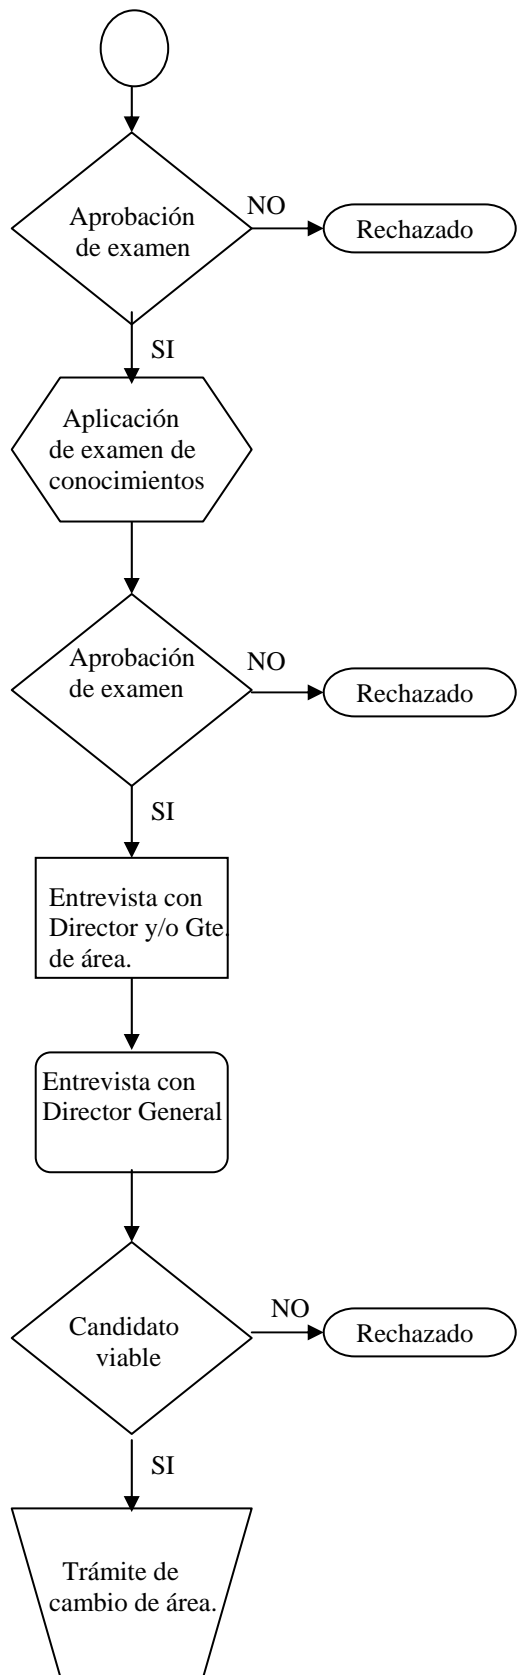 Aprobación
de examen
NO
Rechazado
SI
Aplicación
de examen de
conocimientos
Aprobación
de examen
NO
Rechazado
SI
Entrevista con
Director y/o Gte.
de área.
Entrevista con
Director General
Candidato
viable
NO
Rechazado
SI
Trámite de
cambio de área.